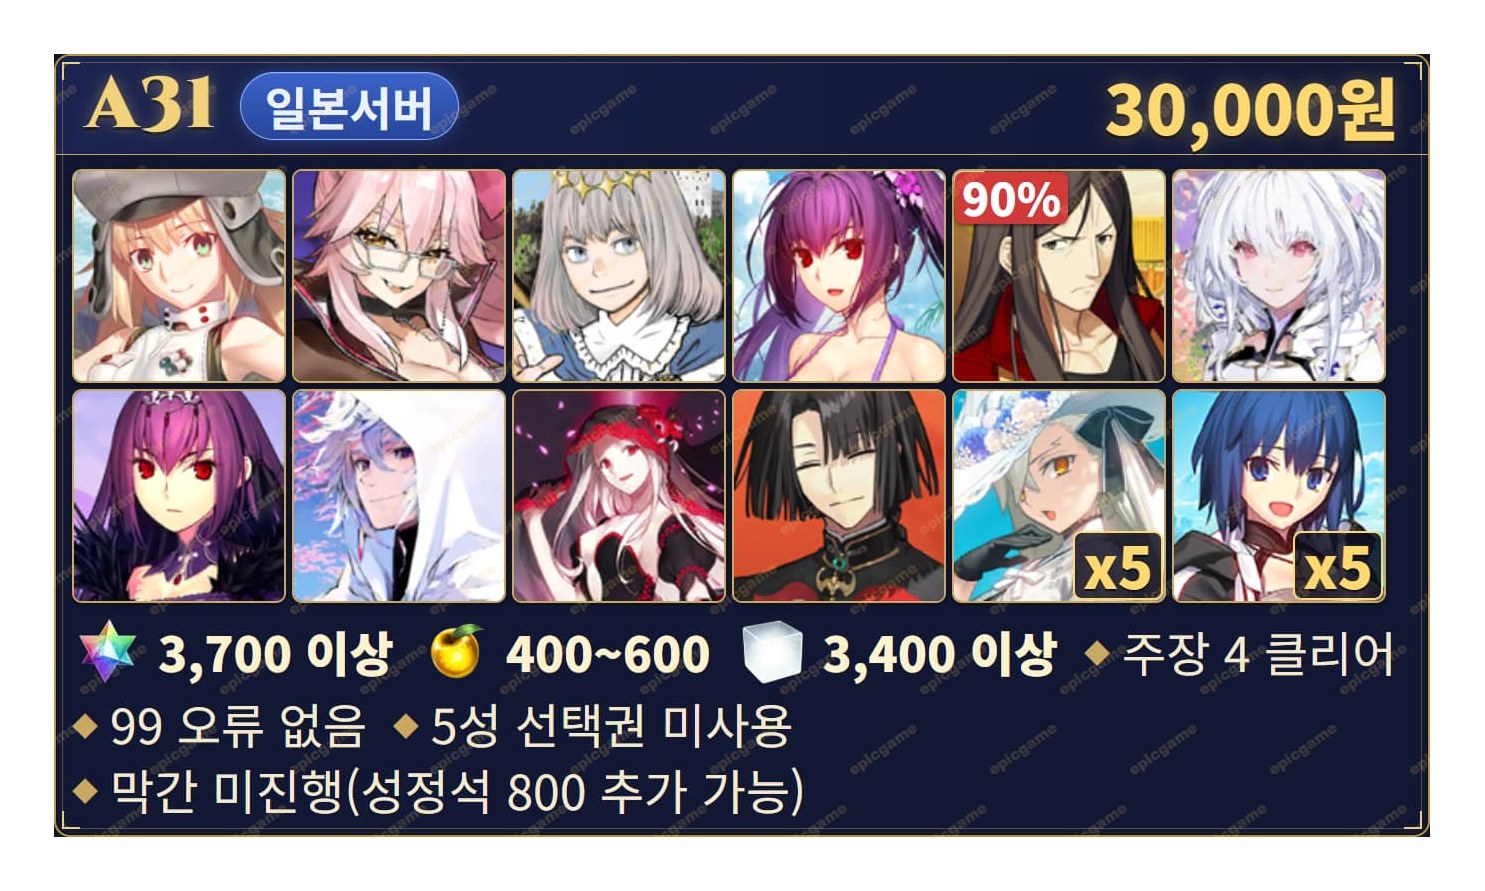 A31 일본서버 30,000원
90%
x5 x5
3,700 이상 400~600 3,400 이상 ◆ 주장 4 클리어
◆ 99 오류 없음 ◆ 5성 선택권 미사용
◆ 막간 미진행(성정석 800 추가 가능)
epicgame